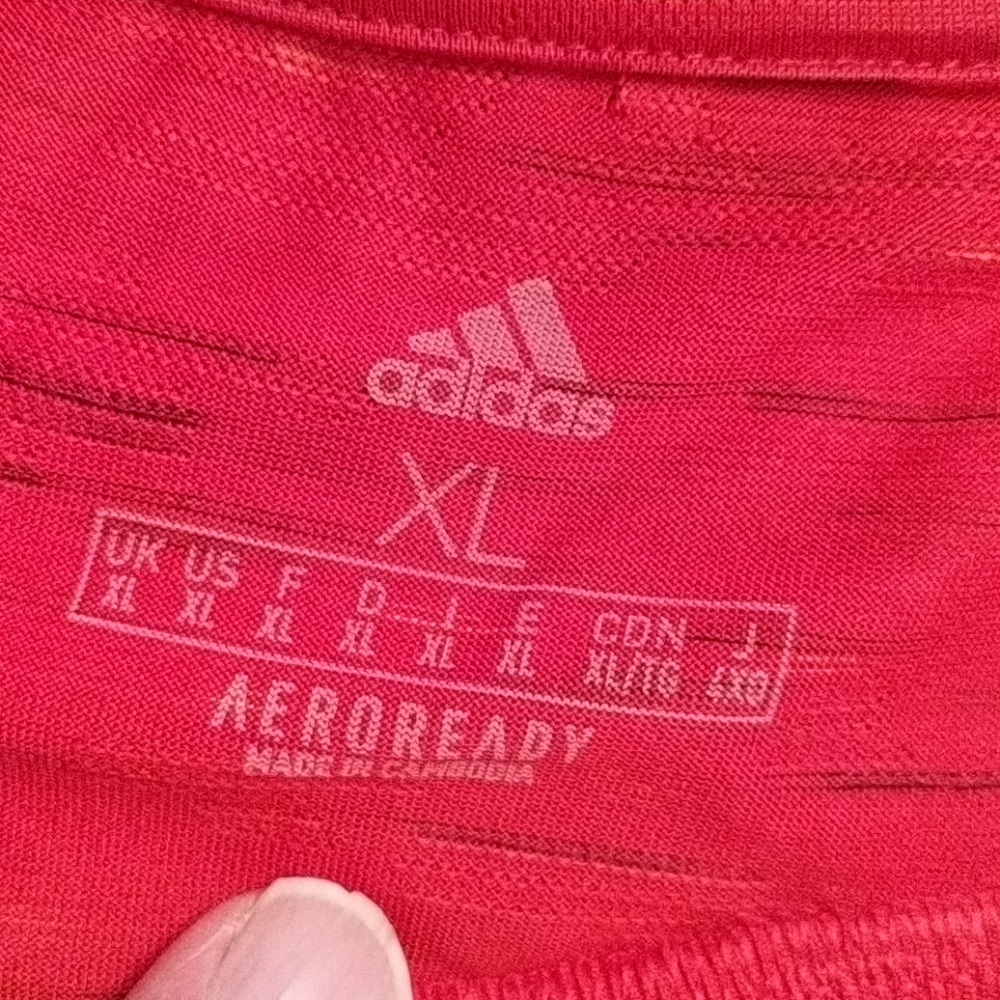 adidas
XL
UK US F D I E CDN J
XL XL XL XL XL XL XL/TG 4XO
AEROREADY
MADE IN CAMBODIA